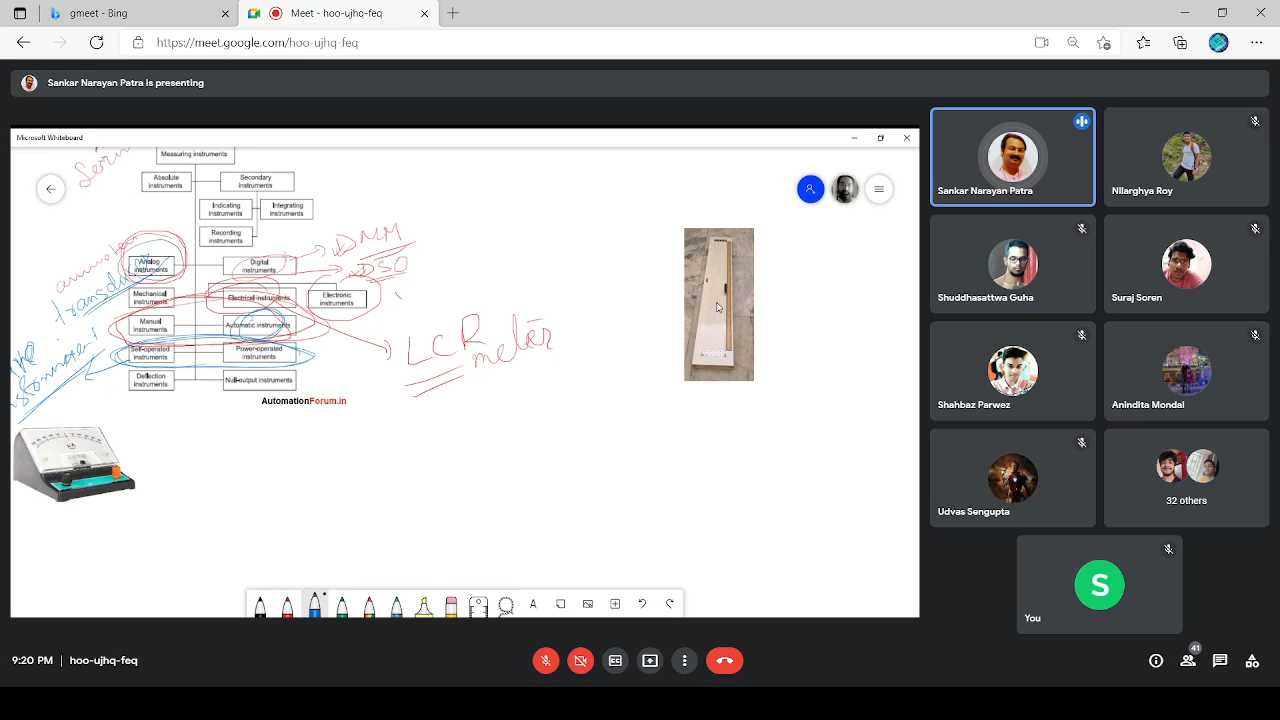 gmeet - Bing
Meet - hoo-ujhq-feq
https://meet.google.com/hoo-ujhq-feq
Sankar Narayan Patra is presenting
Microsoft Whiteboard
Measuring instruments
Absolute instruments
Secondary instruments
Indicating instruments
Integrating instruments
Recording instruments
Analog instruments
Digital instruments
DMM
DSO
Mechanical instruments
Electrical instruments
Electronic instruments
Manual instruments
Automatic instruments
Self-operated instruments
Power-operated instruments
LCR meter
Deflection instruments
Null-output instruments
AutomationForum.in
Sankar Narayan Patra
Nilarghya Roy
Shuddhasattwa Guha
Suraj Soren
Shahbaz Parwez
Anindita Mondal
Udvas Sengupta
32 others
S
You
A
9:20 PM | hoo-ujhq-feq
41